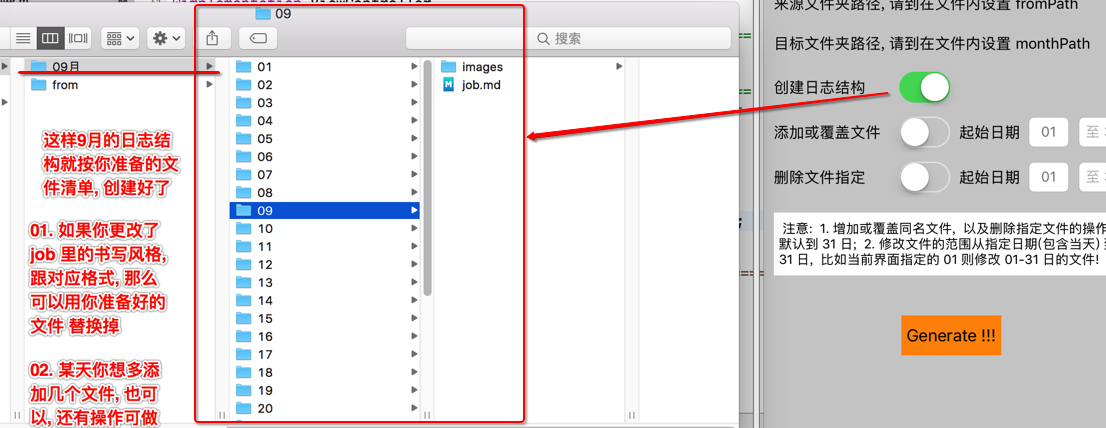 09
搜索
09月
from
01
02
03
04
05
06
07
08
09
10
11
12
13
14
15
16
17
18
19
20
images
job.md
这样9月的日志结
构就按你准备的文
件清单, 创建好了
01. 如果你更改了
job 里的书写风格,
跟对应格式, 那么
可以用你准备好的
文件 替换掉
02. 某天你想多添
加几个文件, 也可
以, 还有操作可做
来源文件夹路径, 请到在文件内设置 fromPath
目标文件夹路径, 请到在文件内设置 monthPath
创建日志结构
添加或覆盖文件 起始日期 01 至
删除文件指定 起始日期 01 至
注意: 1. 增加或覆盖同名文件, 以及删除指定文件的操作
默认到 31 日; 2. 修改文件的范围从指定日期(包含当天)
31 日, 比如当前界面指定的 01 则修改 01-31 日的文件!
Generate !!!